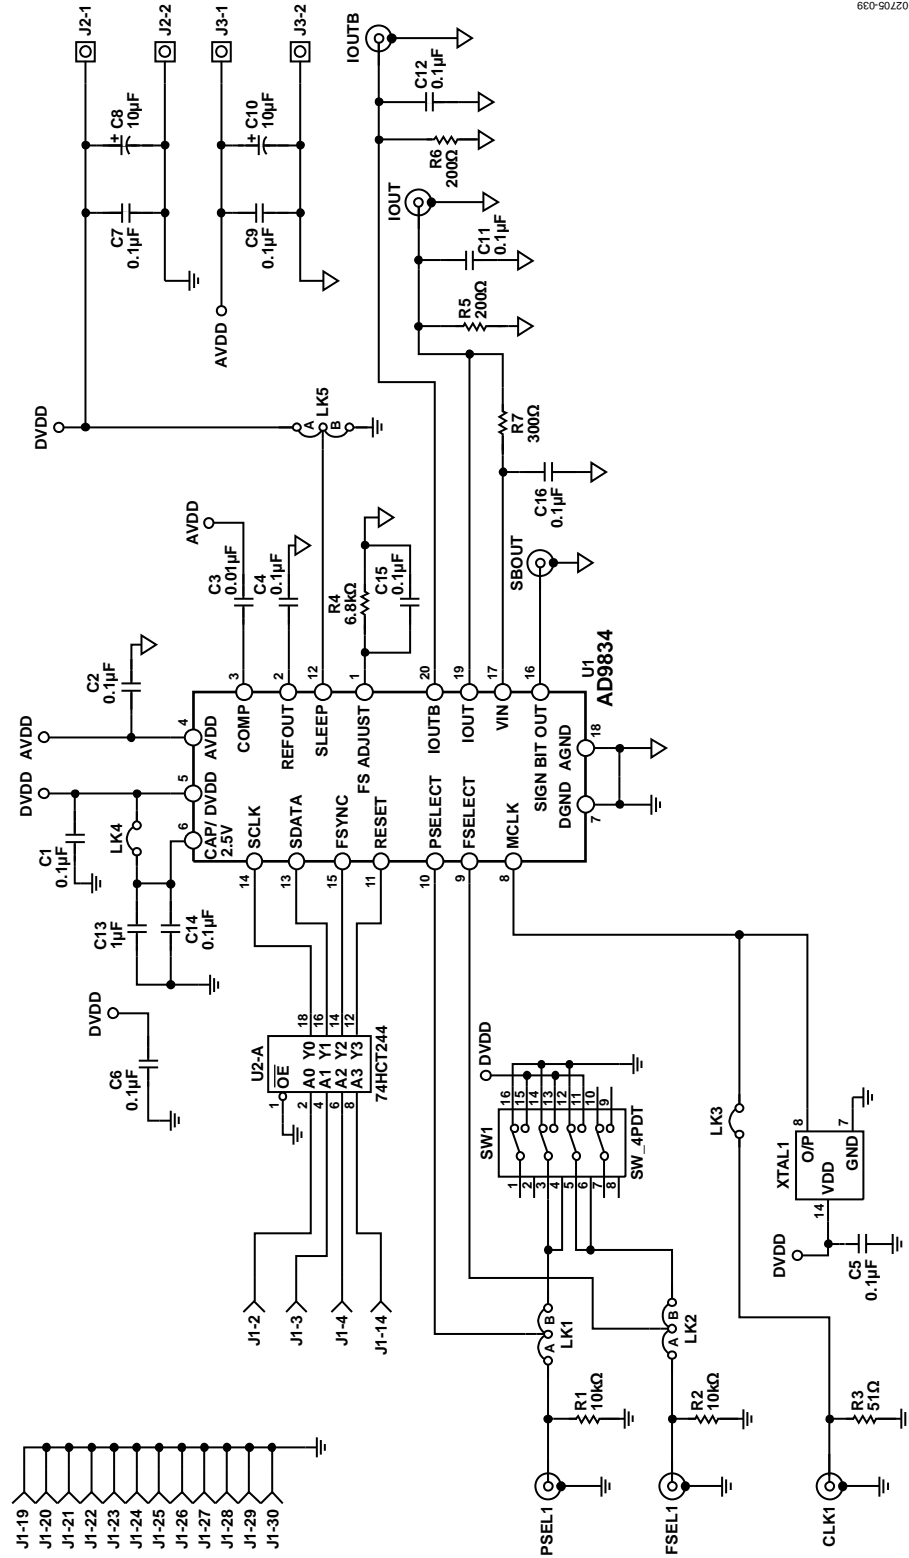 02705-039
J2-1
J2-2
J3-1
J3-2
C8
10µF
+
C10
10µF
+
C7
0.1µF
C9
0.1µF
AVDD
DVDD
IOUTB
C12
0.1µF
R6
200Ω
IOUT
C11
0.1µF
R5
200Ω
R7
300Ω
C16
0.1µF
SBOUT
LK5
A
B
AVDD
C3
0.01µF
C4
0.1µF
R4
6.8kΩ
C15
0.1µF
AVDD
C2
0.1µF
DVDD
C1
0.1µF
LK4
C13
1µF
C14
0.1µF
DVDD
C6
0.1µF
4
AVDD
5
DVDD
6
CAP/
2.5V
3
COMP
2
REFOUT
12
SLEEP
1
FS ADJUST
20
IOUTB
19
IOUT
17
VIN
16
SIGN BIT OUT
U1
AD9834
18
AGND
7
DGND
14
SCLK
13
SDATA
15
FSYNC
11
RESET
10
PSELECT
9
FSELECT
8
MCLK
U2-A
74HCT244
1
OE
2
A0
Y0
18
4
A1
Y1
16
6
A2
Y2
14
8
A3
Y3
12
J1-2
J1-3
J1-4
J1-14
DVDD
SW1
SW_4PDT
16
15
14
13
12
11
10
9
1
2
3
4
5
6
7
8
LK1
A
B
LK2
A
B
LK3
XTAL1
O/P
8
VDD
14
GND
7
DVDD
C5
0.1µF
R1
10kΩ
R2
10kΩ
R3
51Ω
PSEL1
FSEL1
CLK1
J1-19
J1-20
J1-21
J1-22
J1-23
J1-24
J1-25
J1-26
J1-27
J1-28
J1-29
J1-30